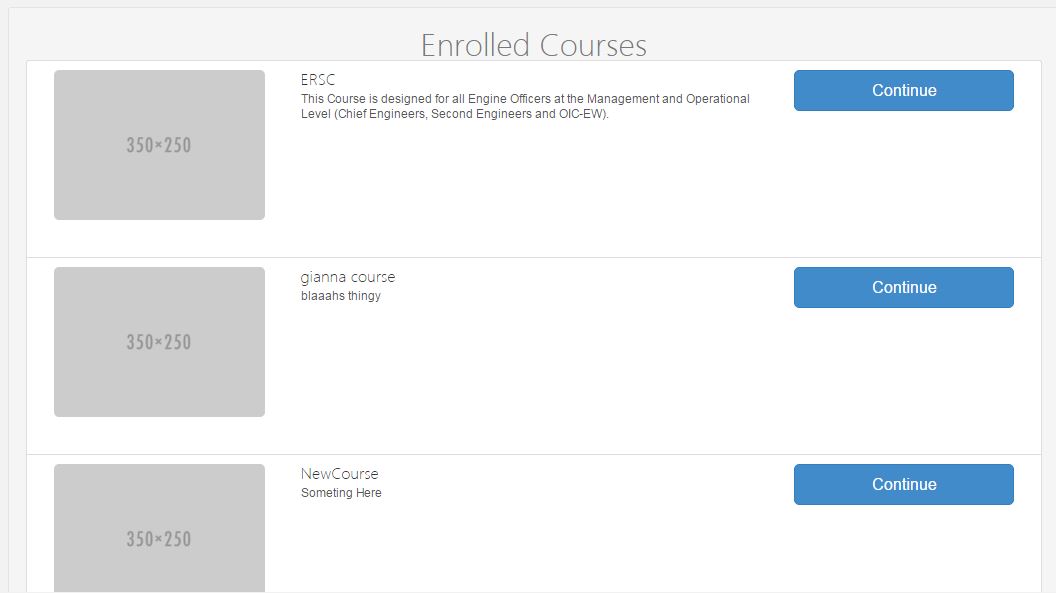 Enrolled Courses
350×250
ERSC
This Course is designed for all Engine Officers at the Management and Operational
Level (Chief Engineers, Second Engineers and OIC-EW).
Continue
350×250
gianna course
blaaahs thingy
Continue
350×250
NewCourse
Someting Here
Continue